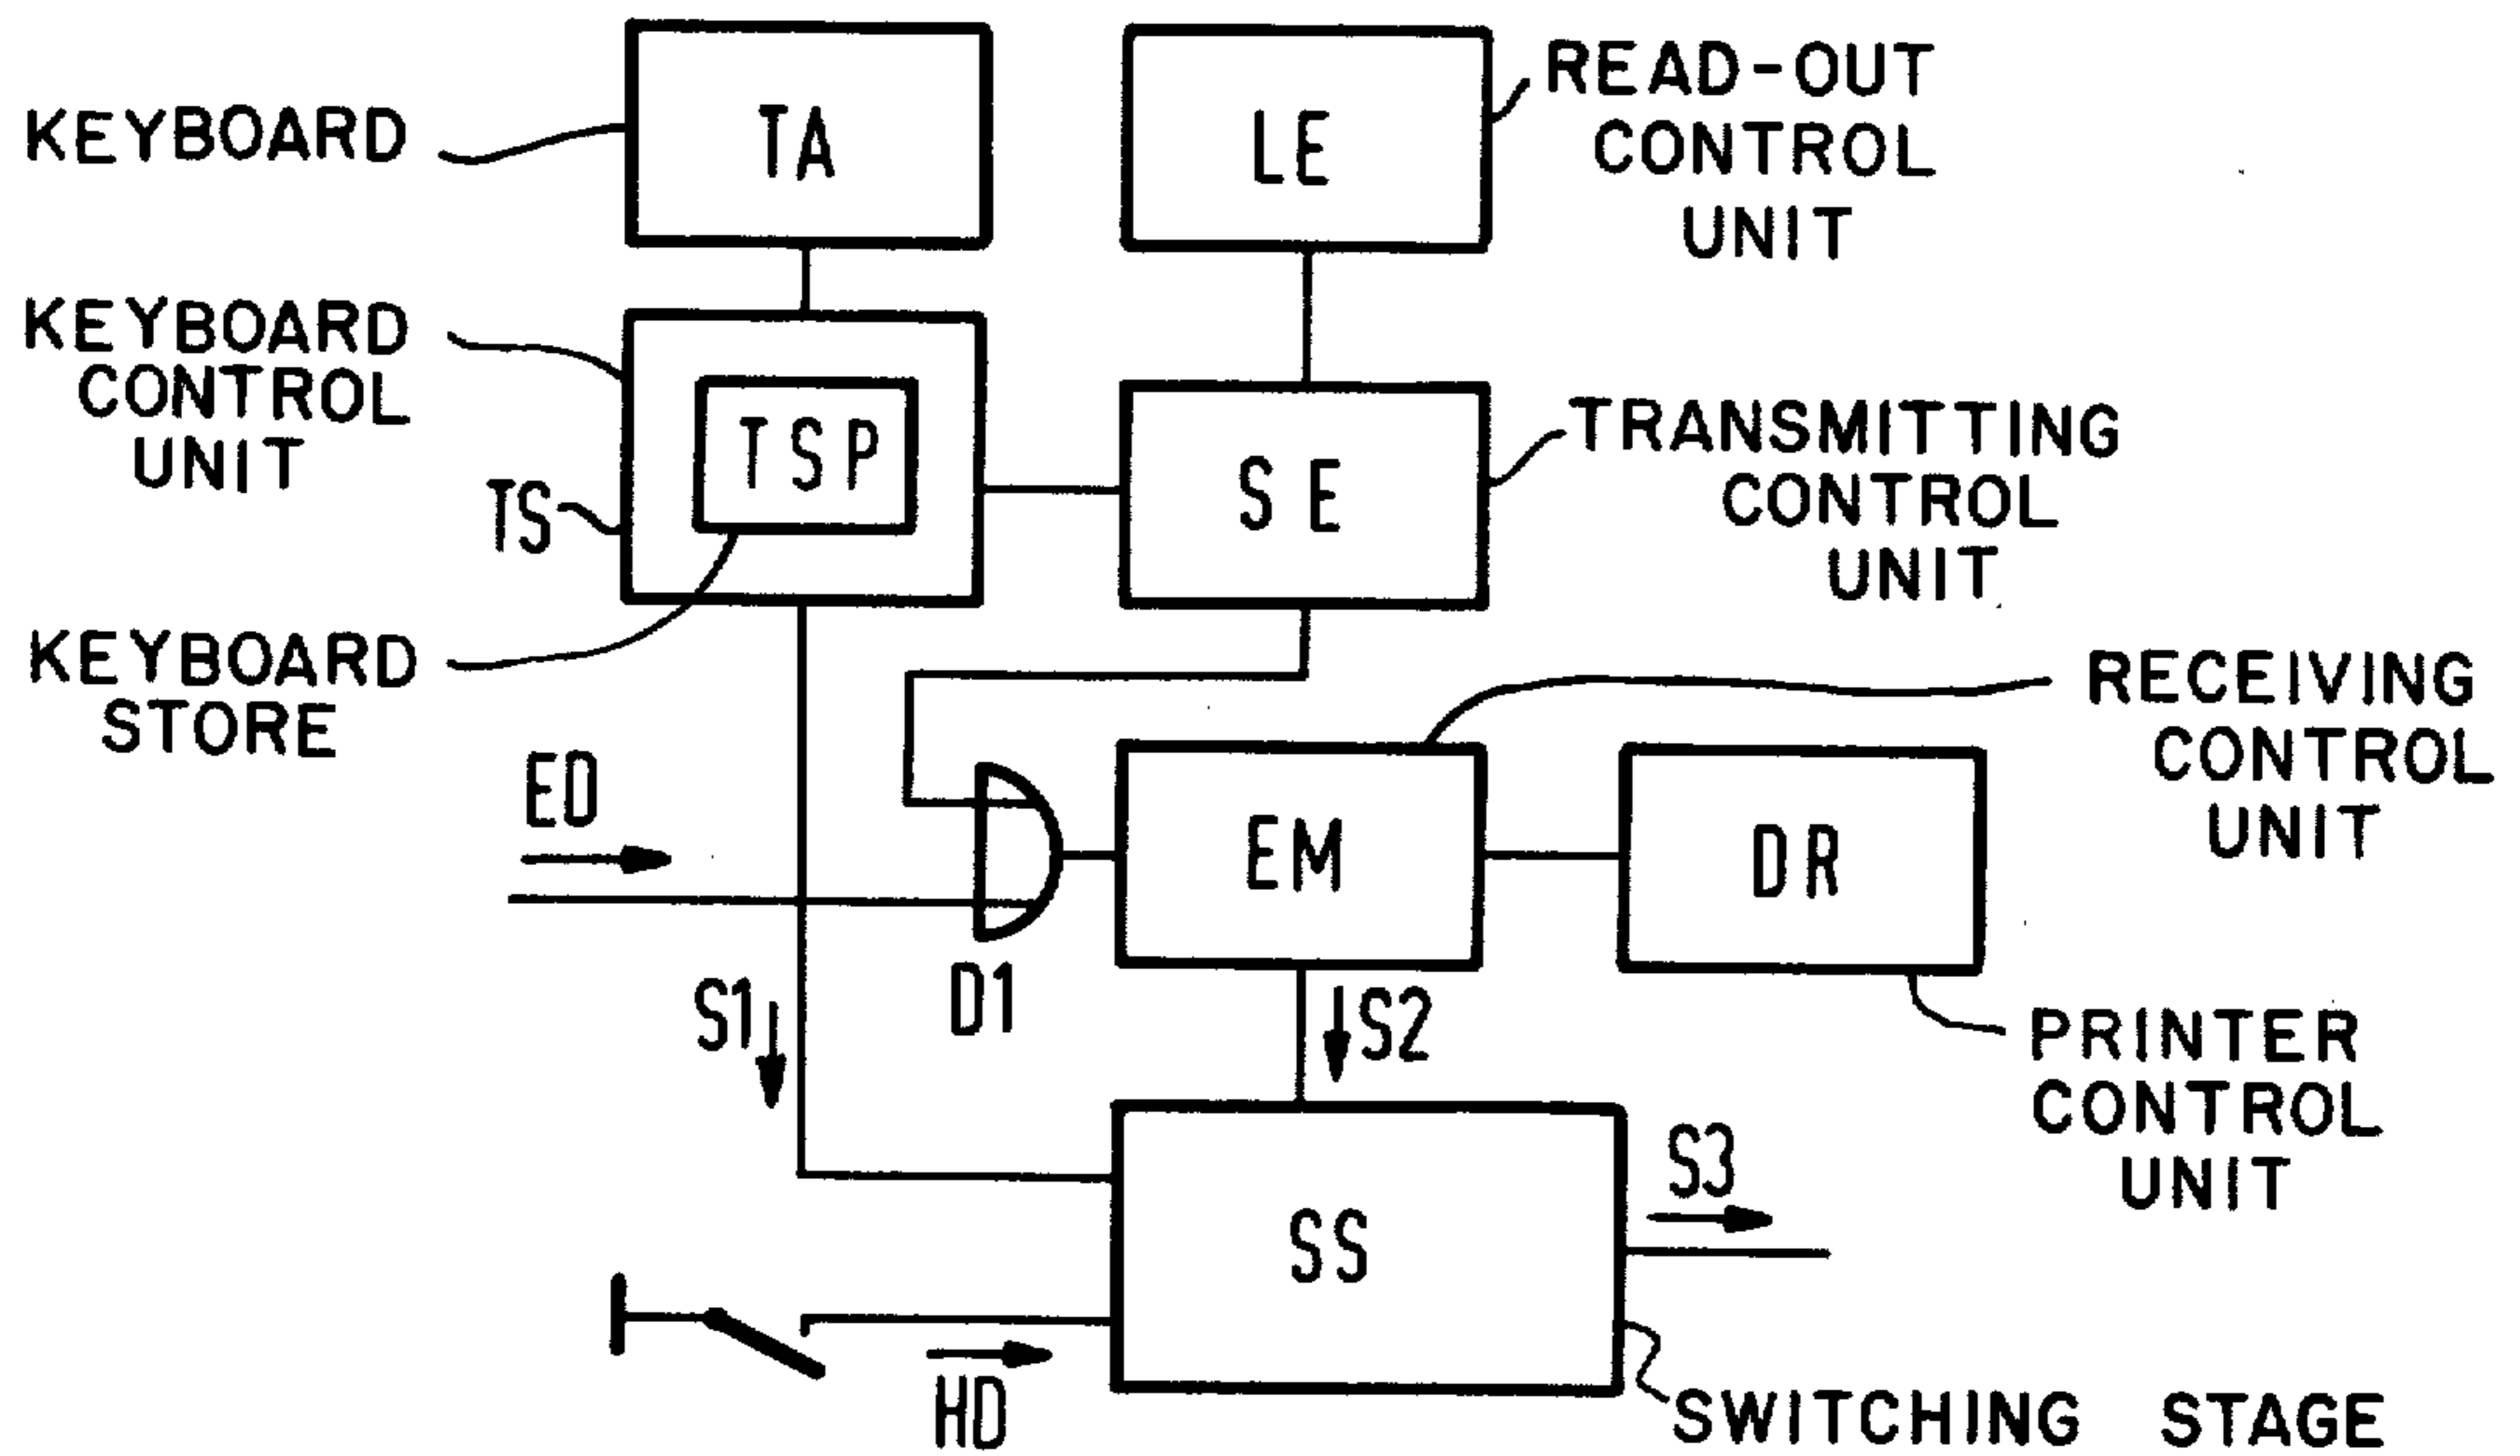 KEYBOARD
TA
LE
READ-OUT
CONTROL
UNIT
KEYBOARD
CONTROL
UNIT
TS
TSP
SE
TRANSMITTING
CONTROL
UNIT
KEYBOARD
STORE
ED
D1
EM
DR
RECEIVING
CONTROL
UNIT
S1
S2
PRINTER
CONTROL
UNIT
SS
S3
HD
SWITCHING STAGE